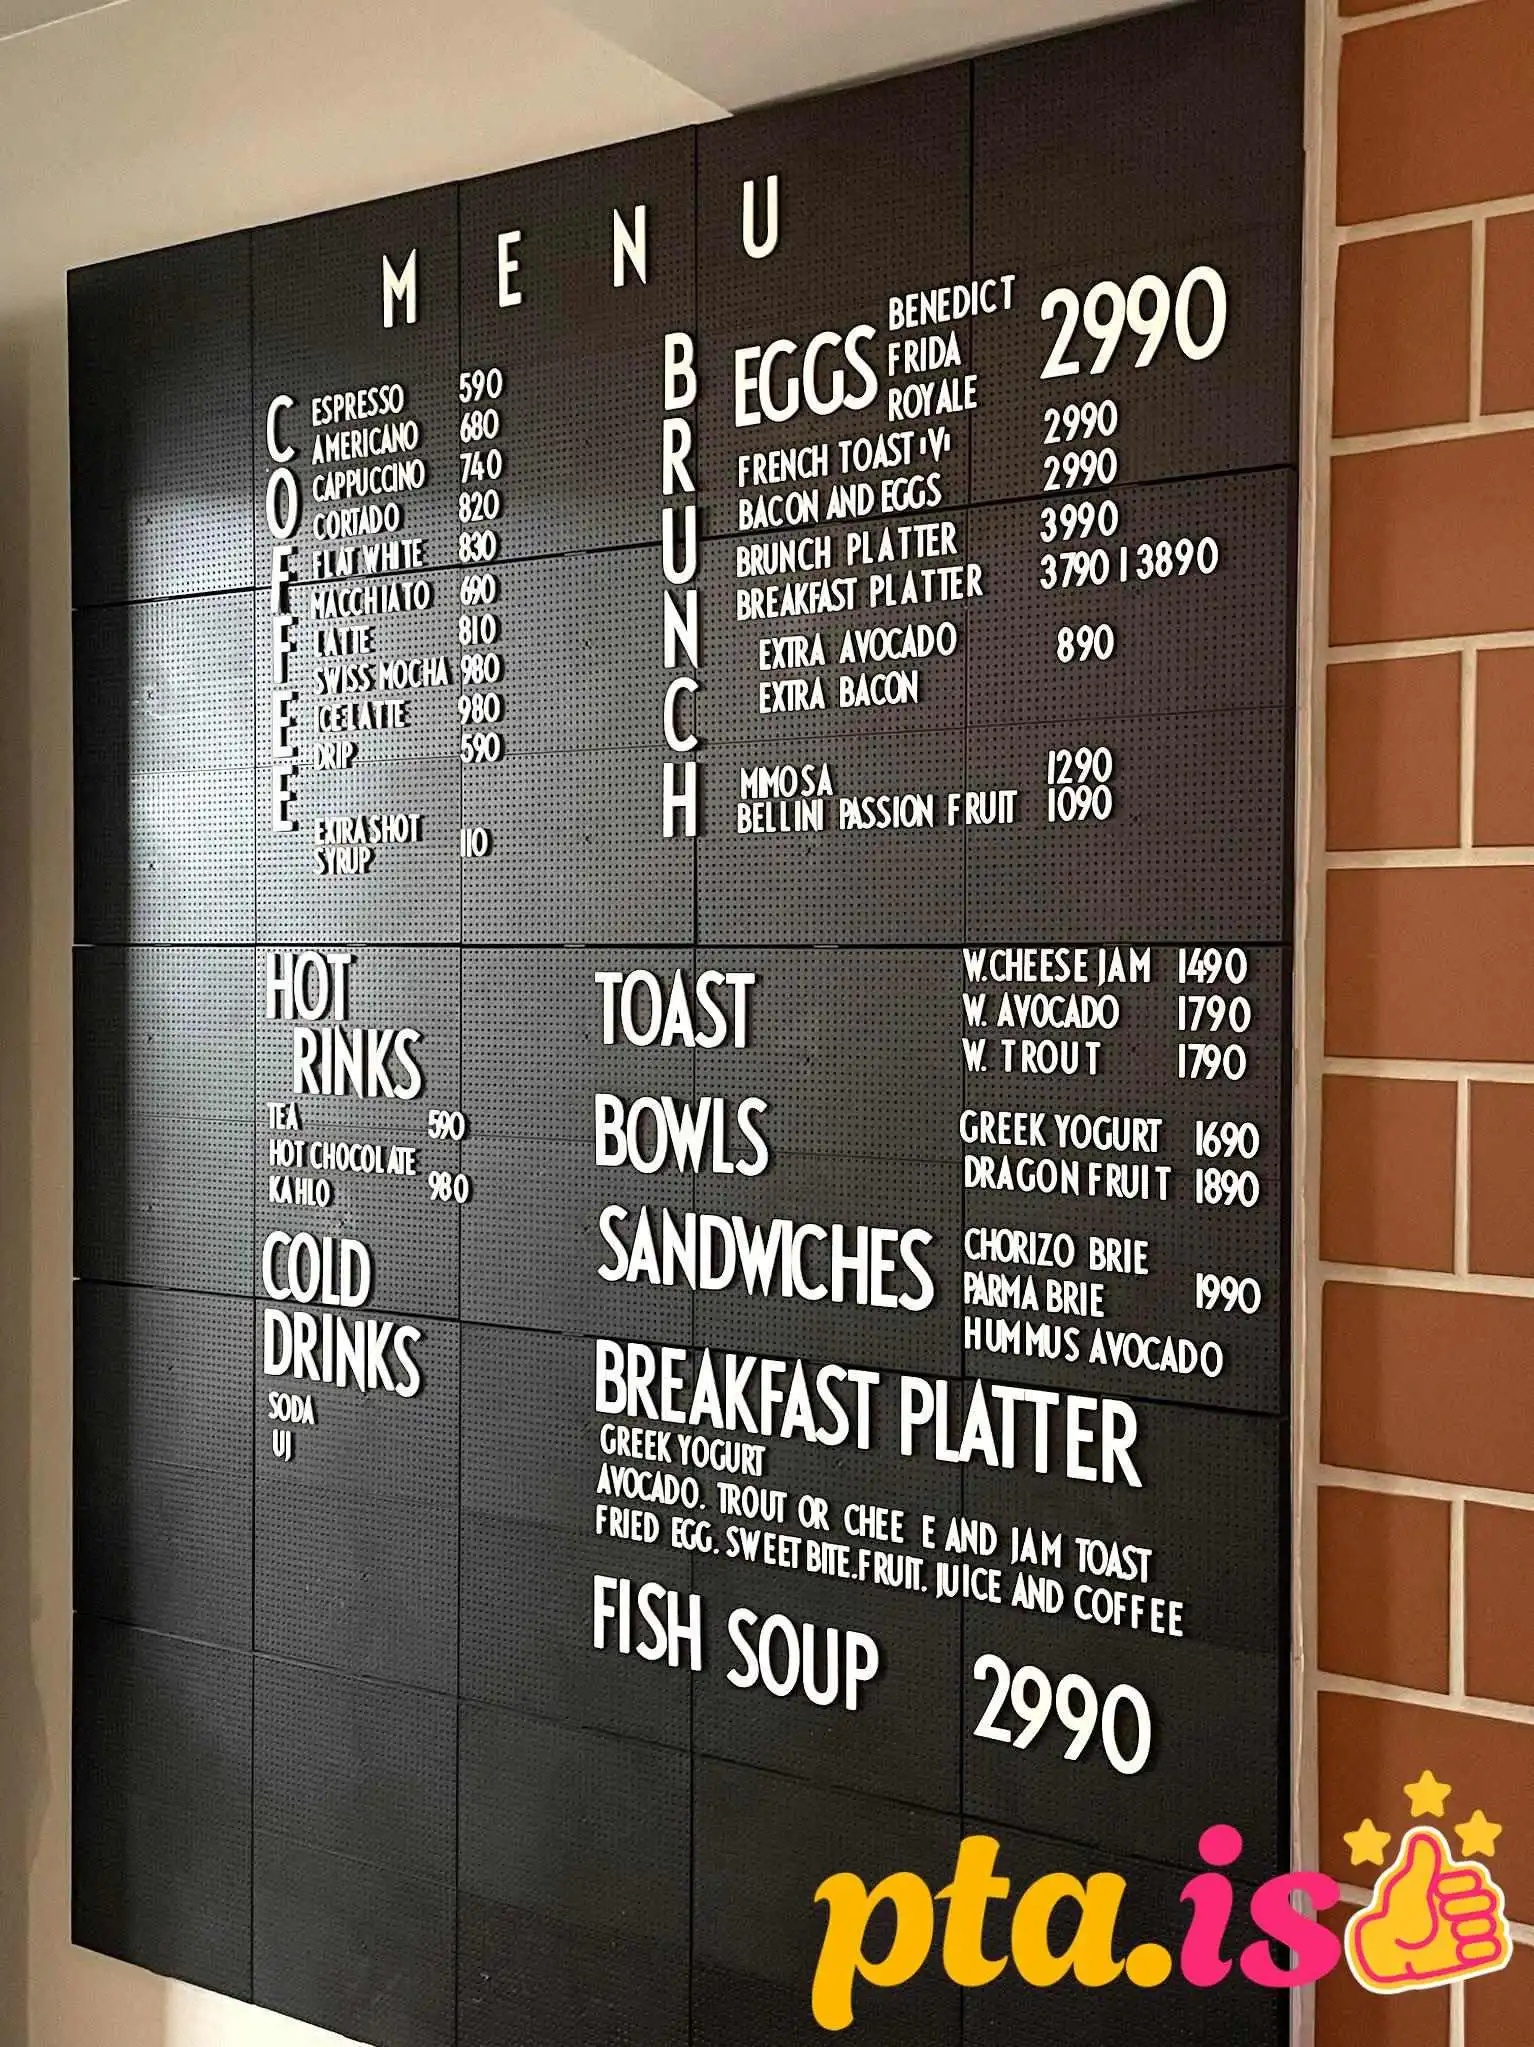 MENU
COFFEE
ESPRESSO 590
AMERICANO 680
CAPPUCCINO 740
CORTADO 820
FLAT WHITE 830
MACCHIATO 690
LATTE 810
SWISS MOCHA 980
ICE LATTE 980
DRIP 590
EXTRA SHOT
SYRUP 110
BRUNCH
EGGS BENEDICT FRIDA ROYALE 2990
FRENCH TOAST 'V' 2990
BACON AND EGGS 2990
BRUNCH PLATTER 3990
BREAKFAST PLATTER 3790 | 3890
EXTRA AVOCADO 890
EXTRA BACON
MIMOSA 1290
BELLINI PASSION FRUIT 1090
HOT
RINKS
TEA 590
HOT CHOCOLATE
KAHLO 980
COLD
DRINKS
SODA
UJ
TOAST
W.CHEESE JAM 1490
W. AVOCADO 1790
W. TROUT 1790
BOWLS
GREEK YOGURT 1690
DRAGON FRUIT 1890
SANDWICHES
CHORIZO BRIE
PARMA BRIE 1990
HUMMUS AVOCADO
BREAKFAST PLATTER
GREEK YOGURT
AVOCADO. TROUT OR CHEE E AND JAM TOAST
FRIED EGG. SWEET BITE.FRUIT. JUICE AND COFFEE
FISH SOUP 2990
pta.is